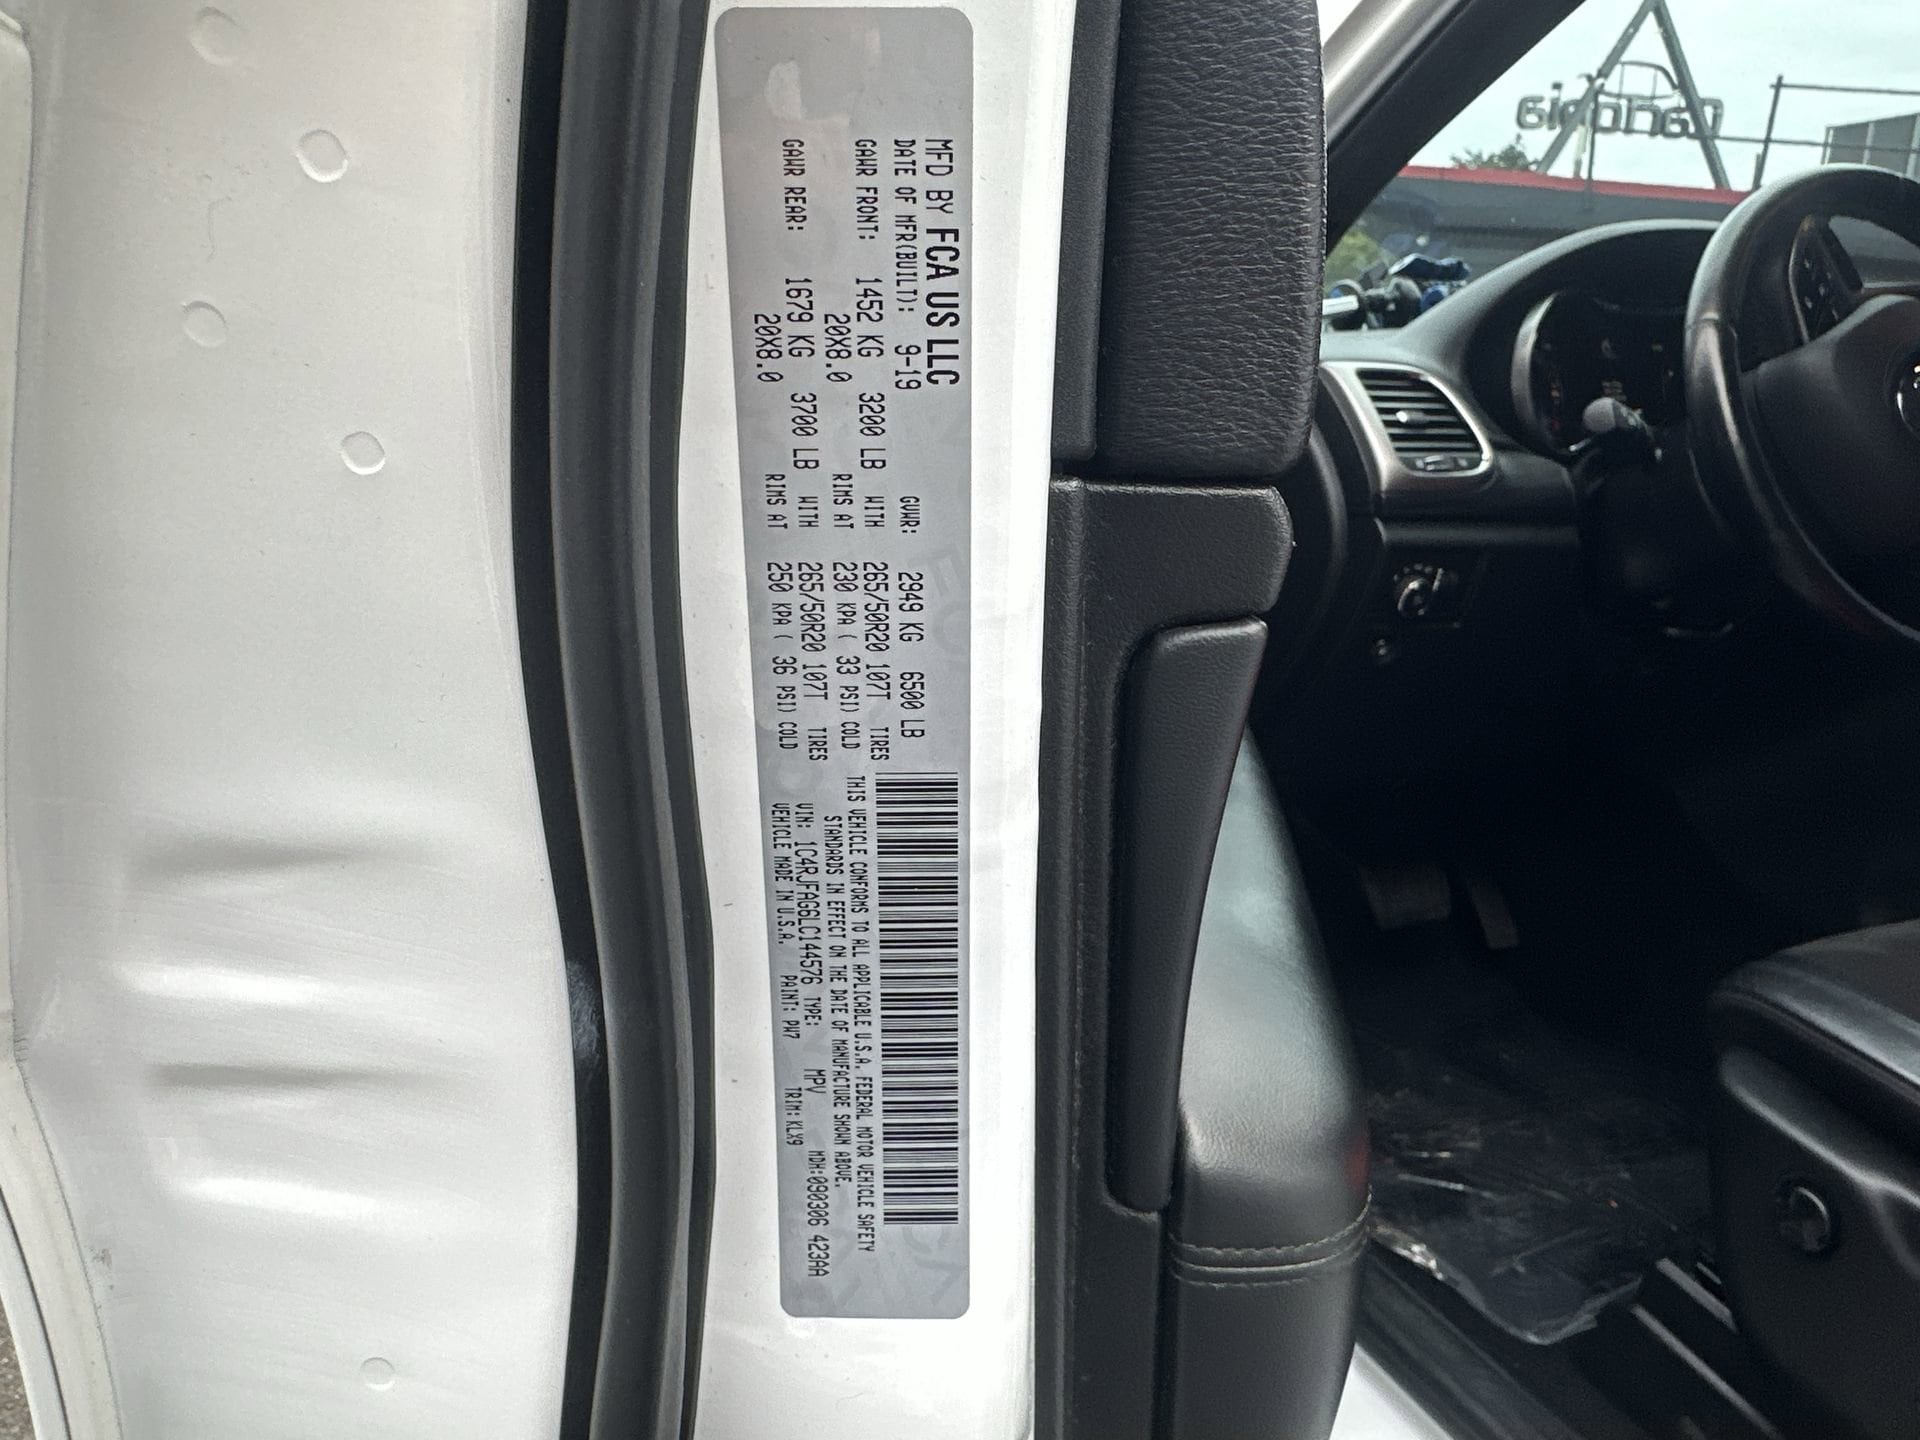 MFD BY FCA US LLC
DATE OF MFR(BUILT): 9-19 GVWR: 2949 KG 6500 LB
GAWR FRONT: 1452 KG 3200 LB WITH 265/50R20 107T TIRES
20X8.0 RIMS AT 230 KPA ( 33 PSI) COLD
GAWR REAR: 1679 KG 3700 LB WITH 265/50R20 107T TIRES
20X8.0 RIMS AT 250 KPA ( 36 PSI) COLD
THIS VEHICLE CONFORMS TO ALL APPLICABLE U.S.A. FEDERAL MOTOR VEHICLE SAFETY
STANDARDS IN EFFECT ON THE DATE OF MANUFACTURE SHOWN ABOVE.
VIN: 1C4RJFAG6LC144576 TYPE: MPV MDH:090306 423AA
VEHICLE MADE IN U.S.A. PAINT: PW7 TRIM: KLX9